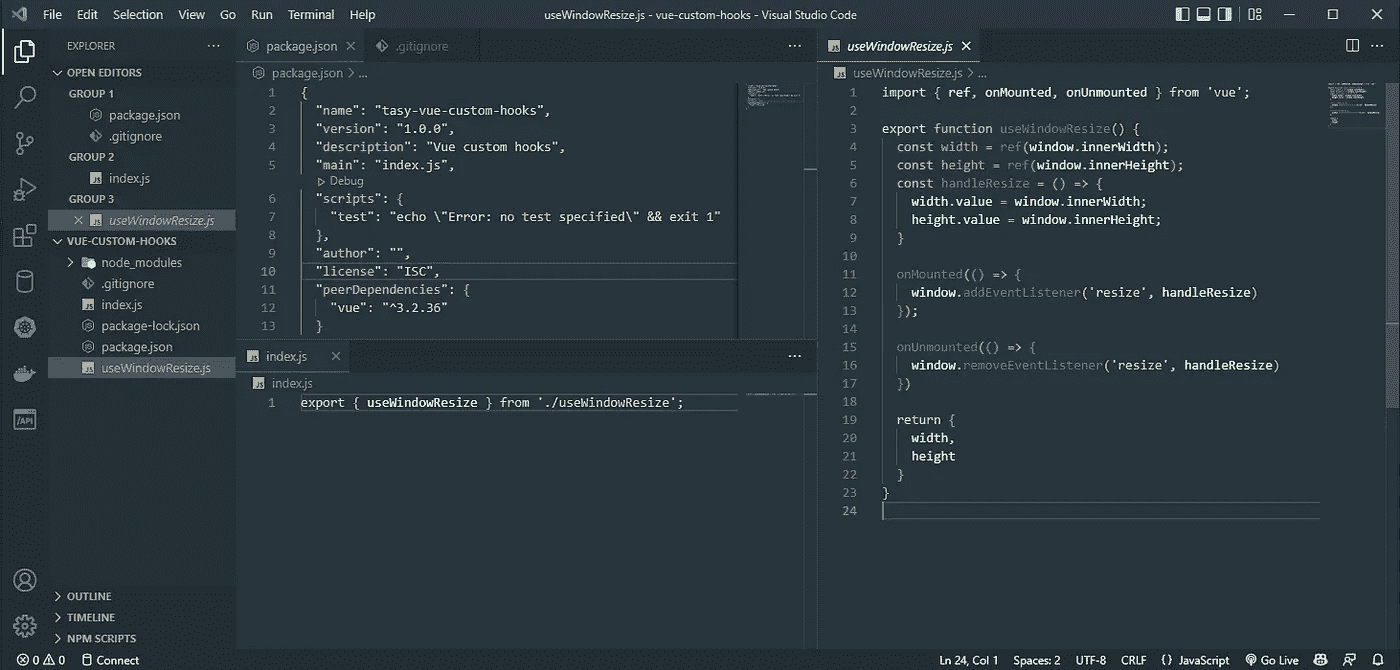 File Edit Selection View Go Run Terminal Help
useWindowResize.js - vue-custom-hooks - Visual Studio Code
EXPLORER
OPEN EDITORS
GROUP 1
package.json
.gitignore
GROUP 2
index.js
GROUP 3
useWindowResize.js
VUE-CUSTOM-HOOKS
node_modules
.gitignore
index.js
package-lock.json
package.json
useWindowResize.js
OUTLINE
TIMELINE
NPM SCRIPTS
package.json .gitignore
package.json > ...
1 {
2 "name": "tasy-vue-custom-hooks",
3 "version": "1.0.0",
4 "description": "Vue custom hooks",
5 "main": "index.js",
Debug
6 "scripts": {
7 "test": "echo \"Error: no test specified\" && exit 1"
8 },
9 "author": "",
10 "license": "ISC",
11 "peerDependencies": {
12 "vue": "^3.2.36"
13 }
index.js
index.js
1 export { useWindowResize } from './useWindowResize';
useWindowResize.js
useWindowResize.js > ...
1 import { ref, onMounted, onUnmounted } from 'vue';
2
3 export function useWindowResize() {
4 const width = ref(window.innerWidth);
5 const height = ref(window.innerHeight);
6 const handleResize = () => {
7 width.value = window.innerWidth;
8 height.value = window.innerHeight;
9 }
10
11 onMounted(() => {
12 window.addEventListener('resize', handleResize)
13 });
14
15 onUnmounted(() => {
16 window.removeEventListener('resize', handleResize)
17 })
18
19 return {
20 width,
21 height
22 }
23 }
24
0 0 Connect
Ln 24, Col 1 Spaces: 2 UTF-8 CRLF {} JavaScript Go Live
JS
/API